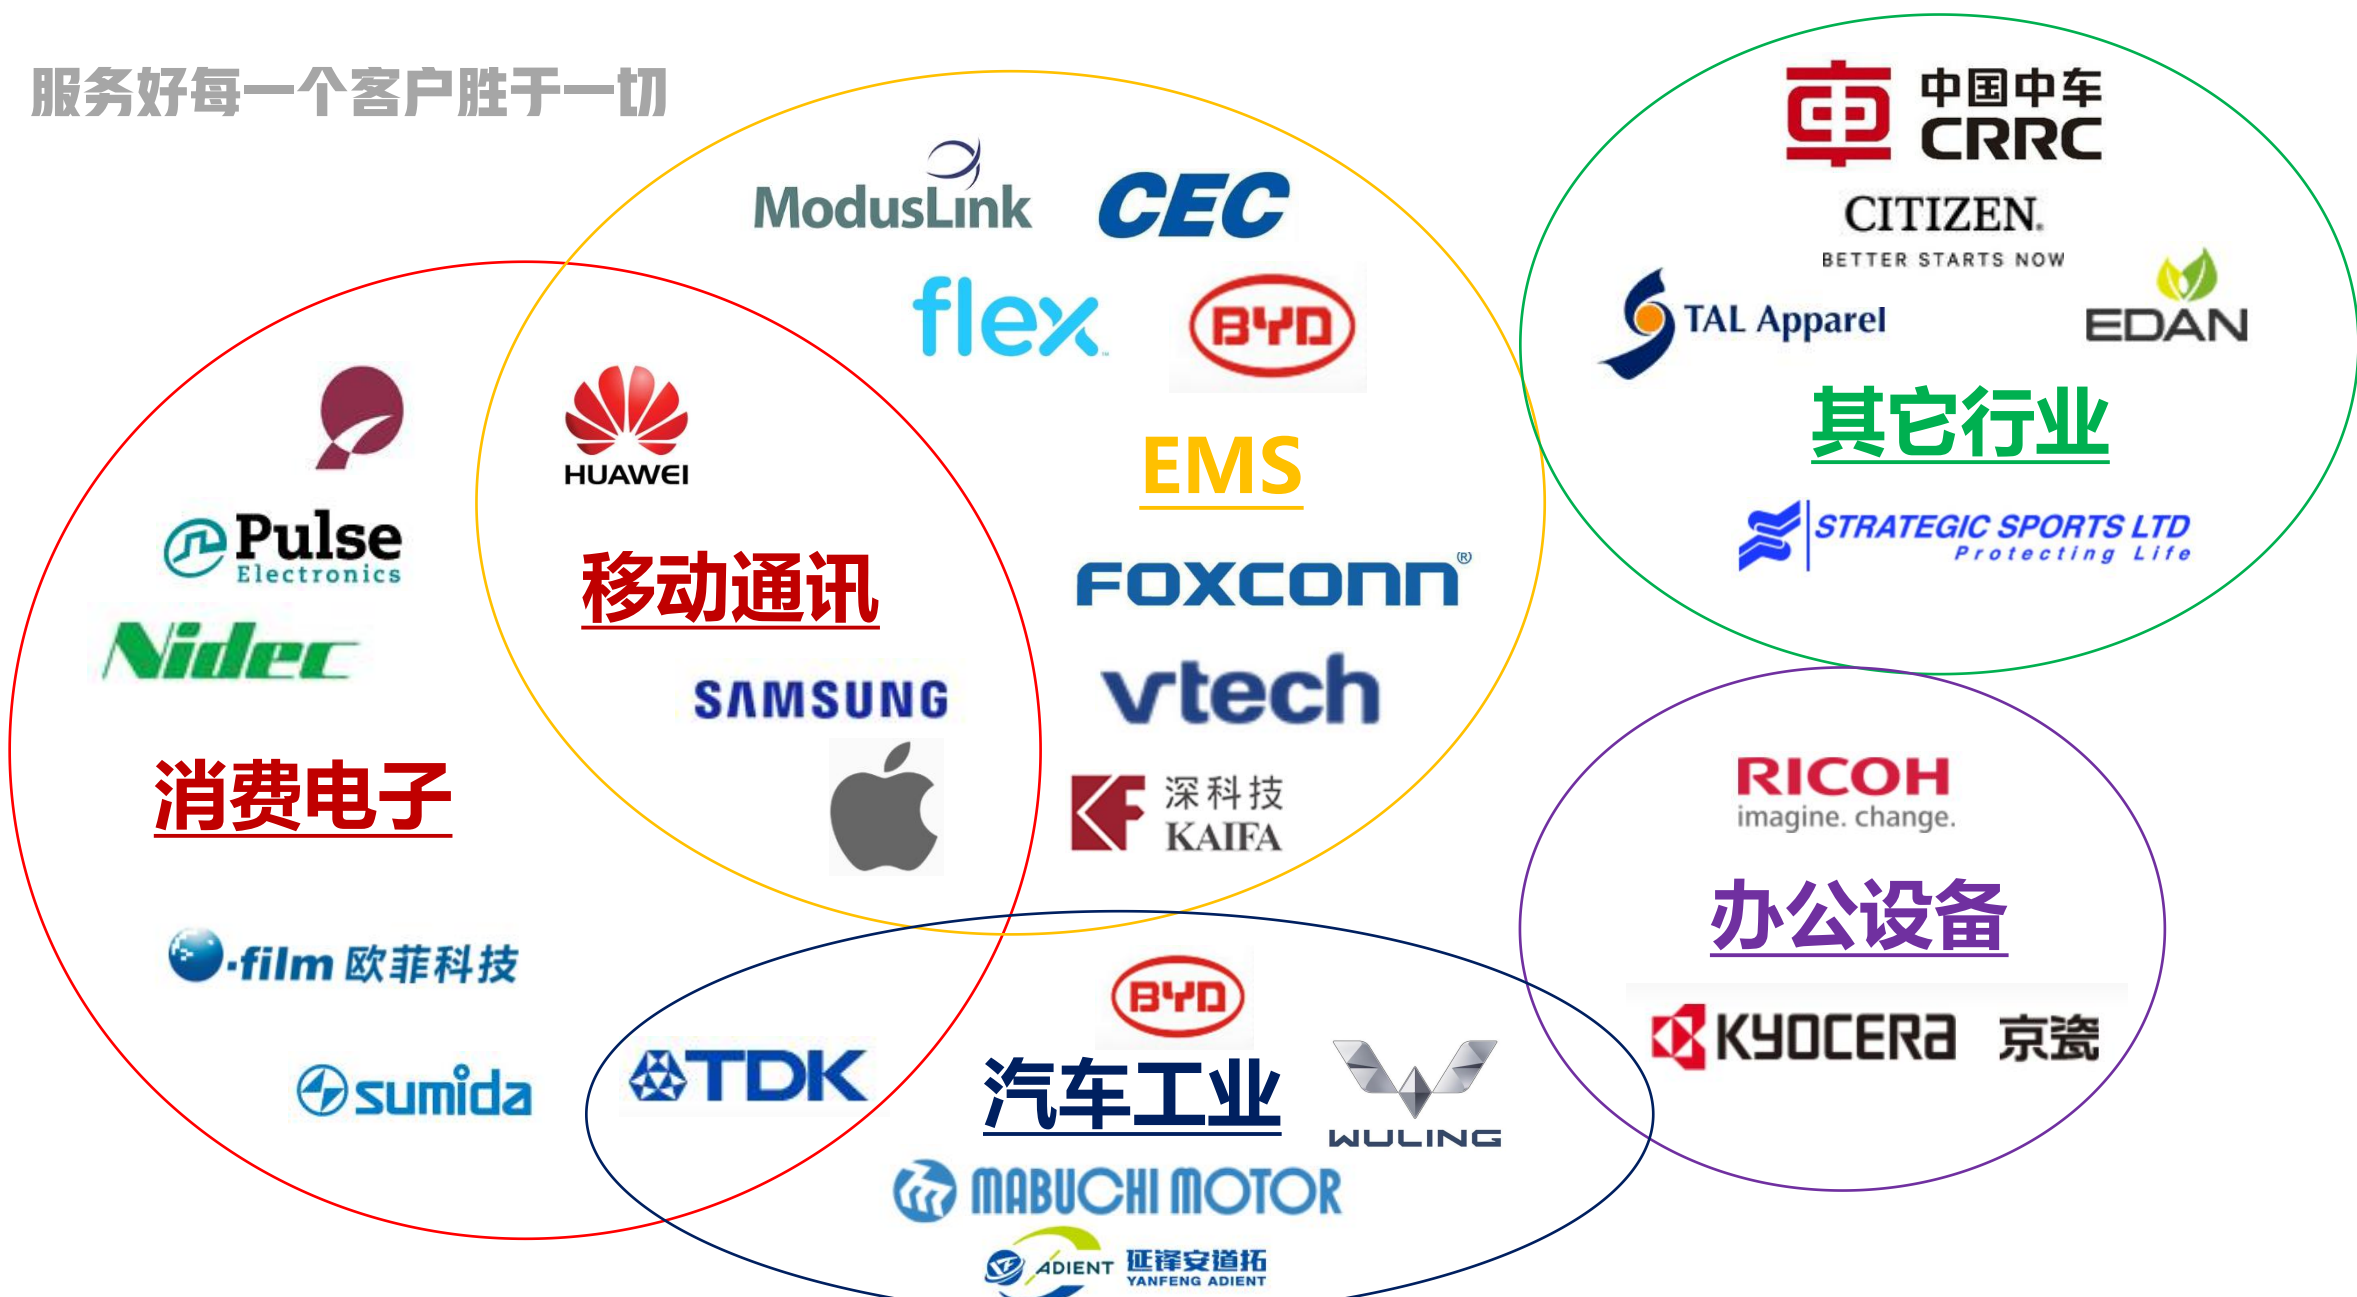 服务好每一个客户胜于一切
中国中车
CRRC
CITIZEN®
BETTER STARTS NOW
TAL Apparel
EDAN
其它行业
STRATEGIC SPORTS LTD
Protecting Life
ModusLink
CEC
flex™
BYD
EMS
FOXCONN®
vtech
深科技
KAIFA
HUAWEI
移动通讯
SAMSUNG
Pulse
Electronics
Nidec
消费电子
-film 欧菲科技
sumida
TDK
BYD
汽车工业
WULING
MABUCHI MOTOR
ADIENT 延锋安道拓
YANFENG ADIENT
RICOH
imagine. change.
办公设备
KYOCERA 京瓷